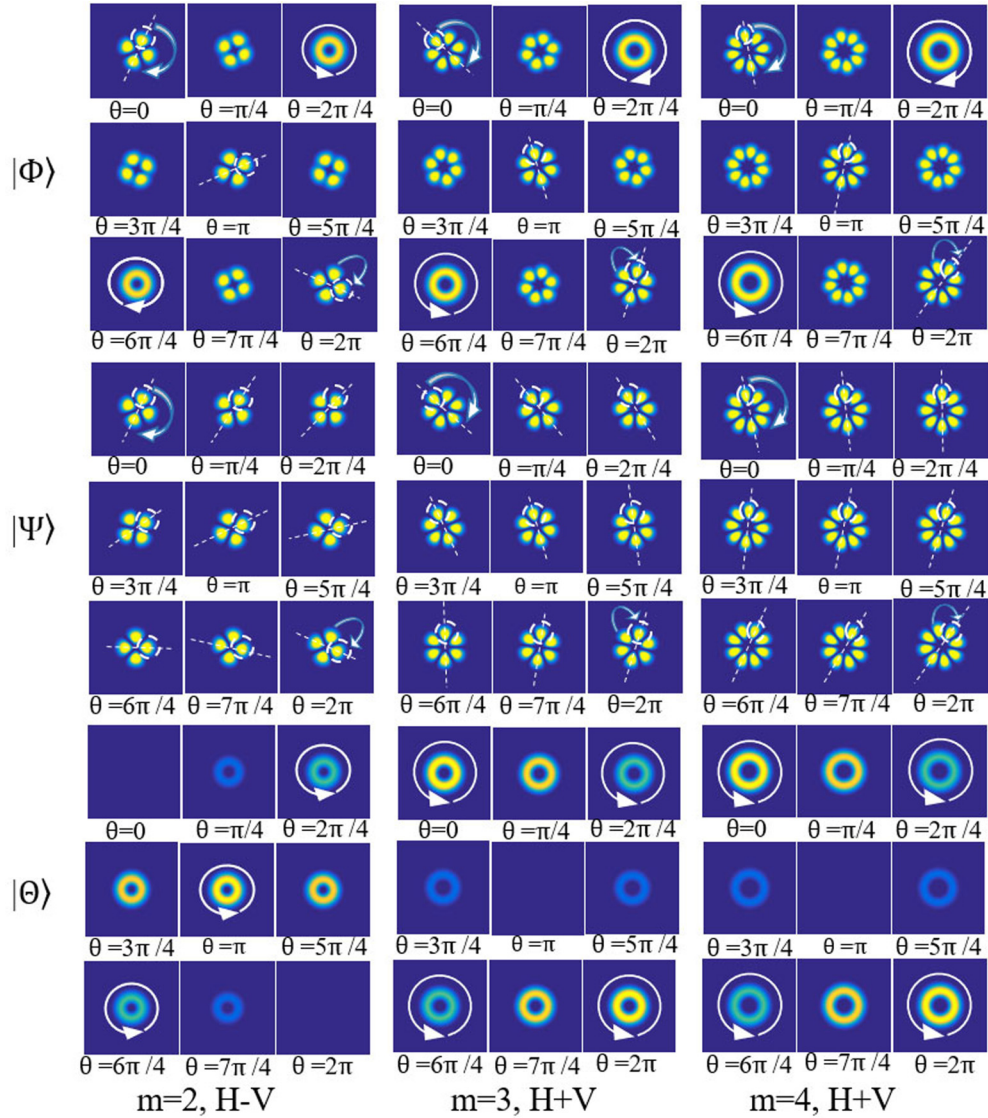 θ=0 θ =π/4 θ =2π /4 θ=0 θ =π/4 θ =2π /4 θ=0 θ =π/4 θ =2π /4
|Φ⟩
θ =3π /4 θ =π θ =5π /4 θ =3π /4 θ =π θ =5π /4 θ =3π /4 θ =π θ =5π /4
θ =6π /4 θ =7π /4 θ =2π θ =6π /4 θ =7π /4 θ =2π θ =6π /4 θ =7π /4 θ =2π
θ=0 θ =π/4 θ =2π /4 θ=0 θ =π/4 θ =2π /4 θ=0 θ =π/4 θ =2π /4
|Ψ⟩
θ =3π /4 θ =π θ =5π /4 θ =3π /4 θ =π θ =5π /4 θ =3π /4 θ =π θ =5π /4
θ =6π /4 θ =7π /4 θ =2π θ =6π /4 θ =7π /4 θ=2π θ =6π /4 θ =7π /4 θ =2π
θ=0 θ =π/4 θ =2π /4 θ=0 θ =π/4 θ =2π /4 θ=0 θ =π/4 θ =2π /4
|Θ⟩
θ =3π /4 θ =π θ =5π /4 θ =3π /4 θ =π θ =5π /4 θ =3π /4 θ =π θ =5π /4
θ =6π /4 θ =7π /4 θ =2π θ =6π /4 θ =7π /4 θ =2π θ =6π /4 θ =7π /4 θ =2π
m=2, H-V m=3, H+V m=4, H+V